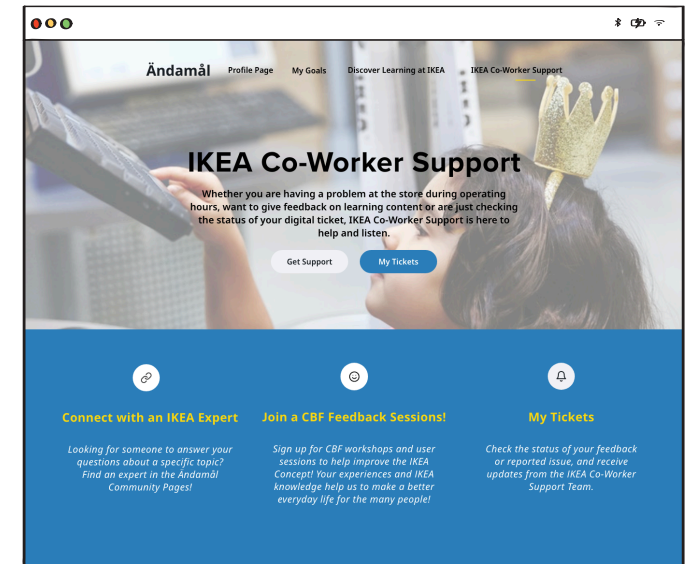 Ändamål
Profile Page
My Goals
Discover Learning at IKEA
IKEA Co-Worker Support
IKEA Co-Worker Support
Whether you are having a problem at the store during operating
hours, want to give feedback on learning content or are just checking
the status of your digital ticket, IKEA Co-Worker Support is here to
help and listen.
Get Support
My Tickets
Connect with an IKEA Expert
Looking for someone to answer your
questions about a specific topic?
Find an expert in the Ändamål
Community Pages!
Join a CBF Feedback Sessions!
Sign up for CBF workshops and user
sessions to help improve the IKEA
Concept! Your experiences and IKEA
knowledge help us to make a better
everyday life for the many people!
My Tickets
Check the status of your feedback
or reported issue, and receive
updates from the IKEA Co-Worker
Support Team.